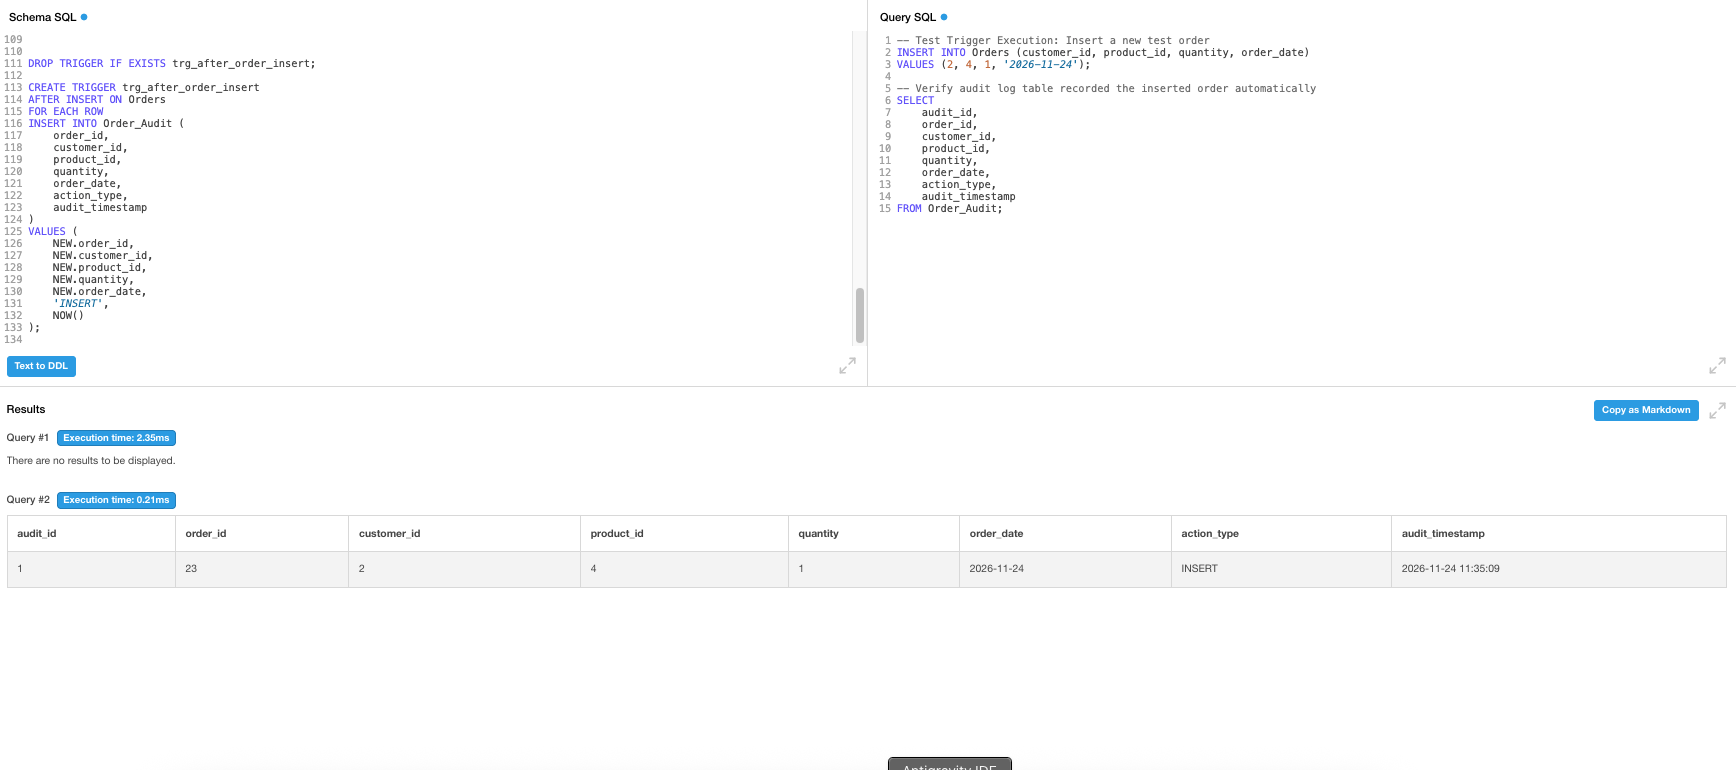 Schema SQL
109
110
111 DROP TRIGGER IF EXISTS trg_after_order_insert;
112
113 CREATE TRIGGER trg_after_order_insert
114 AFTER INSERT ON Orders
115 FOR EACH ROW
116 INSERT INTO Order_Audit (
117     order_id,
118     customer_id,
119     product_id,
120     quantity,
121     order_date,
122     action_type,
123     audit_timestamp
124 )
125 VALUES (
126     NEW.order_id,
127     NEW.customer_id,
128     NEW.product_id,
129     NEW.quantity,
130     NEW.order_date,
131     'INSERT',
132     NOW()
133 );
134
Text to DDL
Query SQL
1 -- Test Trigger Execution: Insert a new test order
2 INSERT INTO Orders (customer_id, product_id, quantity, order_date)
3 VALUES (2, 4, 1, '2026-11-24');
4
5 -- Verify audit log table recorded the inserted order automatically
6 SELECT
7     audit_id,
8     order_id,
9     customer_id,
10     product_id,
11     quantity,
12     order_date,
13     action_type,
14     audit_timestamp
15 FROM Order_Audit;
Results
Copy as Markdown
Query #1 Execution time: 2.35ms
There are no results to be displayed.
Query #2 Execution time: 0.21ms
audit_id order_id customer_id product_id quantity order_date action_type audit_timestamp
1 23 2 4 1 2026-11-24 INSERT 2026-11-24 11:35:09
Antigravity IDE